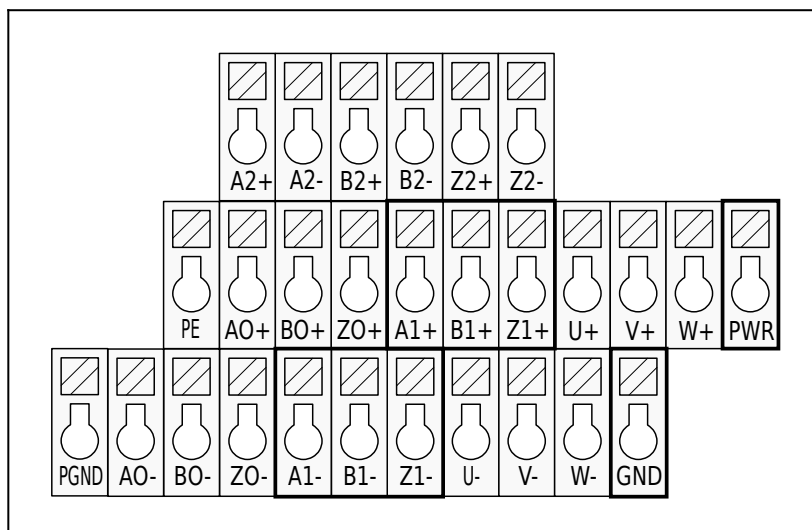 A2+ A2- B2+ B2- Z2+ Z2-
PE AO+ BO+ ZO+ A1+ B1+ Z1+ U+ V+ W+ PWR
PGND AO- BO- ZO- A1- B1- Z1- U- V- W- GND